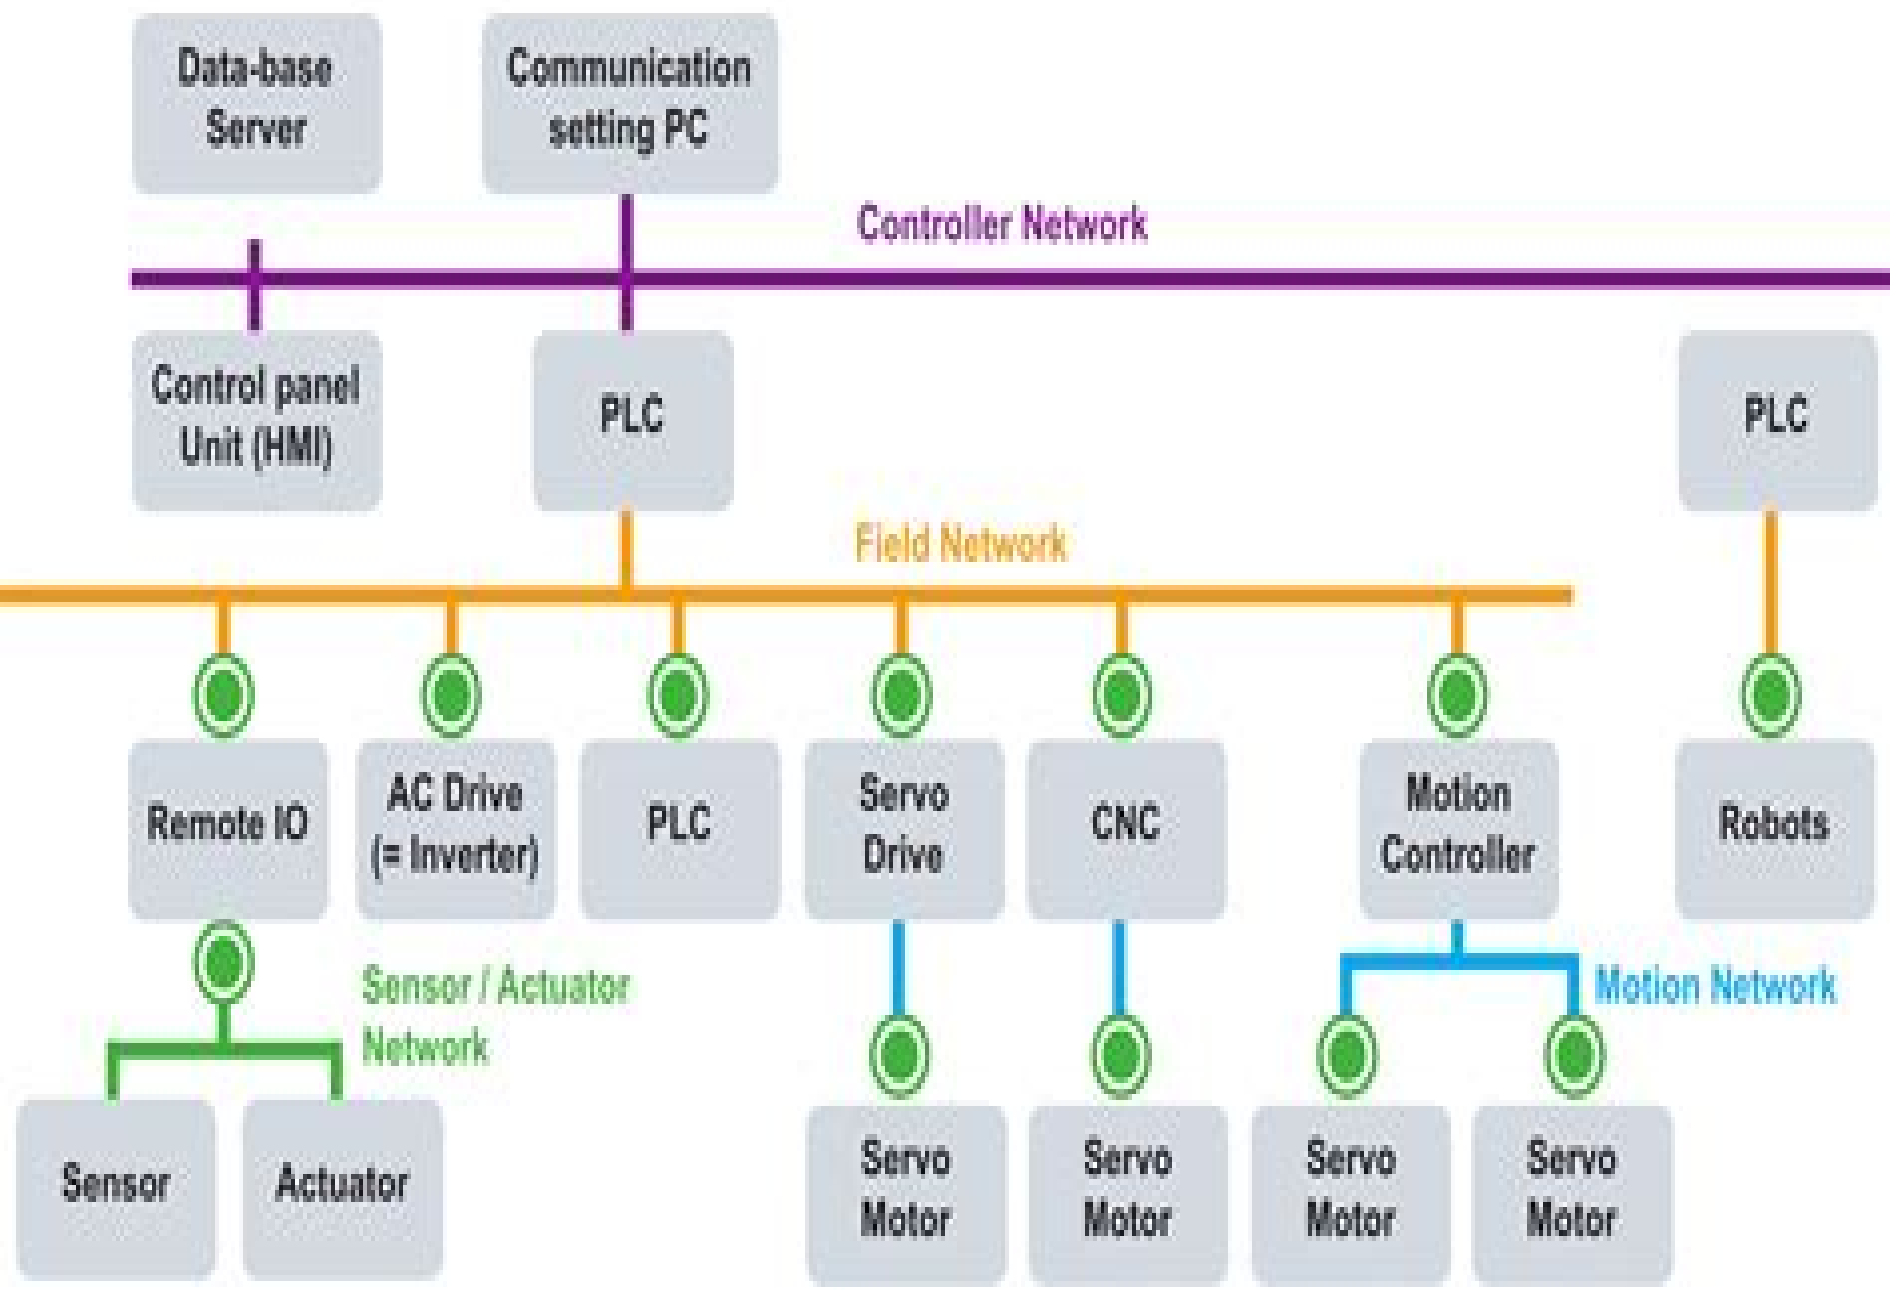 Data-base
Server
Communication
setting PC
Controller Network
Control panel
Unit (HMI)
PLC
PLC
Field Network
Remote IO
AC Drive
(= Inverter)
PLC
Servo
Drive
CNC
Motion
Controller
Robots
Sensor / Actuator
Network
Motion Network
Sensor
Actuator
Servo
Motor
Servo
Motor
Servo
Motor
Servo
Motor